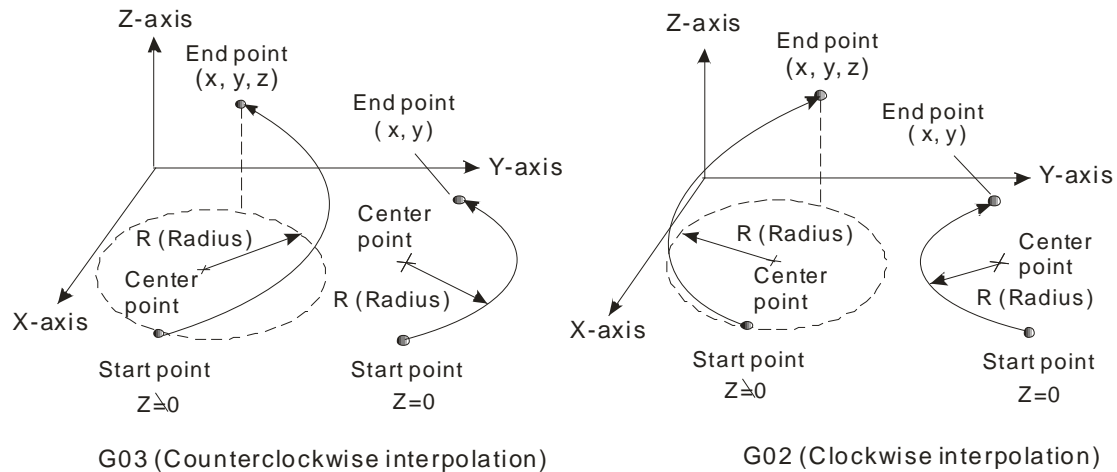 Z-axis
End point
(x, y, z)
End point
(x, y)
Y-axis
Center
point
R (Radius)
Center
point
R (Radius)
X-axis
Start point
Z≠0
Start point
Z=0
G03 (Counterclockwise interpolation)
Z-axis
End point
(x, y, z)
End point
(x, y)
Y-axis
R (Radius)
Center
point
Center
point
R (Radius)
X-axis
Start point
Z≠0
Start point
Z=0
G02 (Clockwise interpolation)